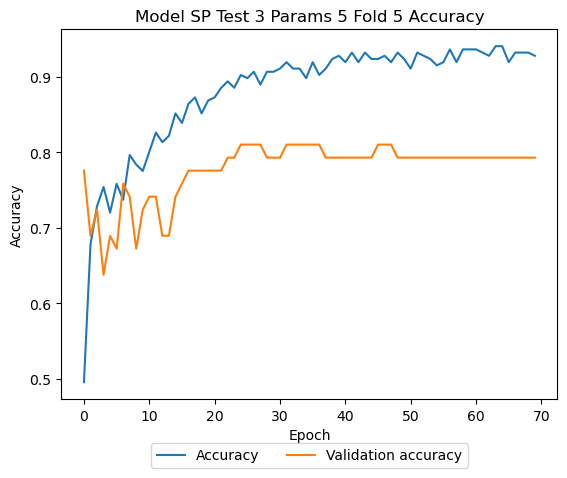 Model SP Test 3 Params 5 Fold 5 Accuracy
0.9
0.8
0.7
0.6
0.5
Accuracy
0 10 20 30 40 50 60 70
Epoch
Accuracy Validation accuracy